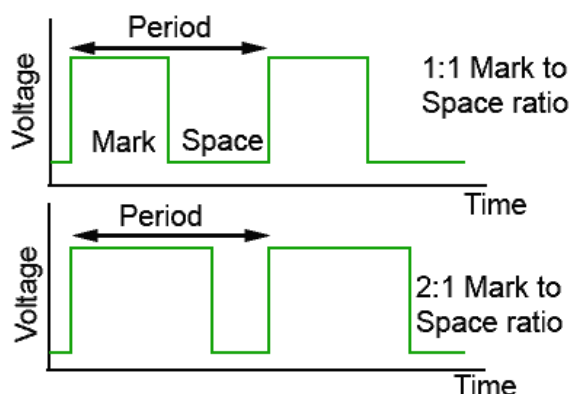 Period
Voltage
Mark
Space
1:1 Mark to
Space ratio
Time
Period
Voltage
2:1 Mark to
Space ratio
Time